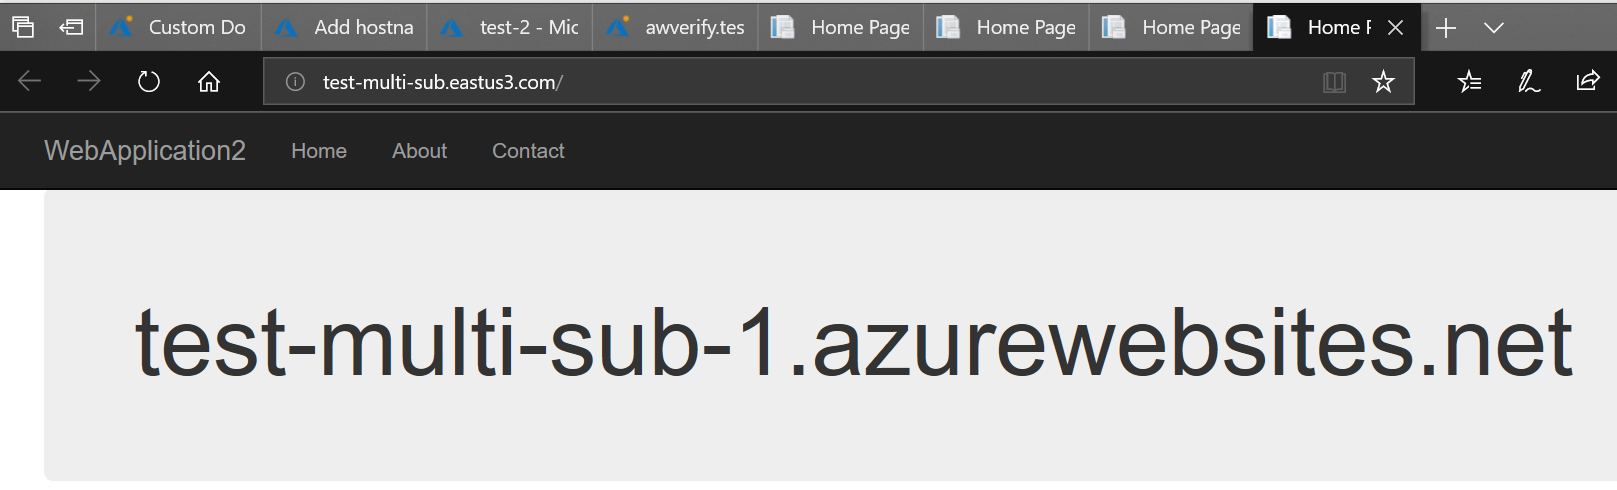 Custom Do Add hostna test-2 - Mic awverify.tes Home Page Home Page Home Page Home P
test-multi-sub.eastus3.com/
WebApplication2 Home About Contact
test-multi-sub-1.azurewebsites.net